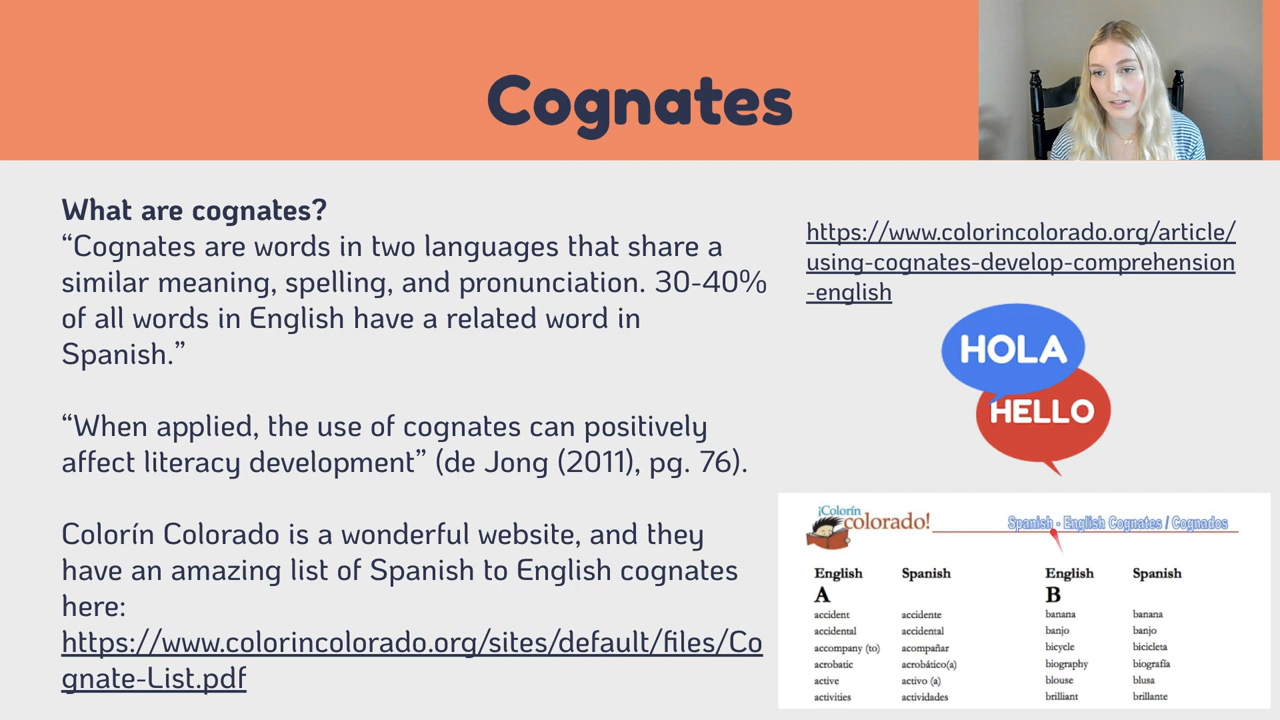 Cognates
What are cognates?
“Cognates are words in two languages that share a
similar meaning, spelling, and pronunciation. 30-40%
of all words in English have a related word in
Spanish.”
“When applied, the use of cognates can positively
affect literacy development” (de Jong (2011), pg. 76).
Colorín Colorado is a wonderful website, and they
have an amazing list of Spanish to English cognates
here:
https://www.colorincolorado.org/sites/default/files/Co
gnate-List.pdf
https://www.colorincolorado.org/article/
using-cognates-develop-comprehension
-english
HOLA
HELLO
¡Colorín
colorado!
Spanish - English Cognates / Cognados
English Spanish English Spanish
A B
accident accidente banana banana
accidental accidental banjo banjo
accompany (to) acompañar bicycle bicicleta
acrobatic acrobático(a) biography biografía
active activo (a) blouse blusa
activities actividades brilliant brillante